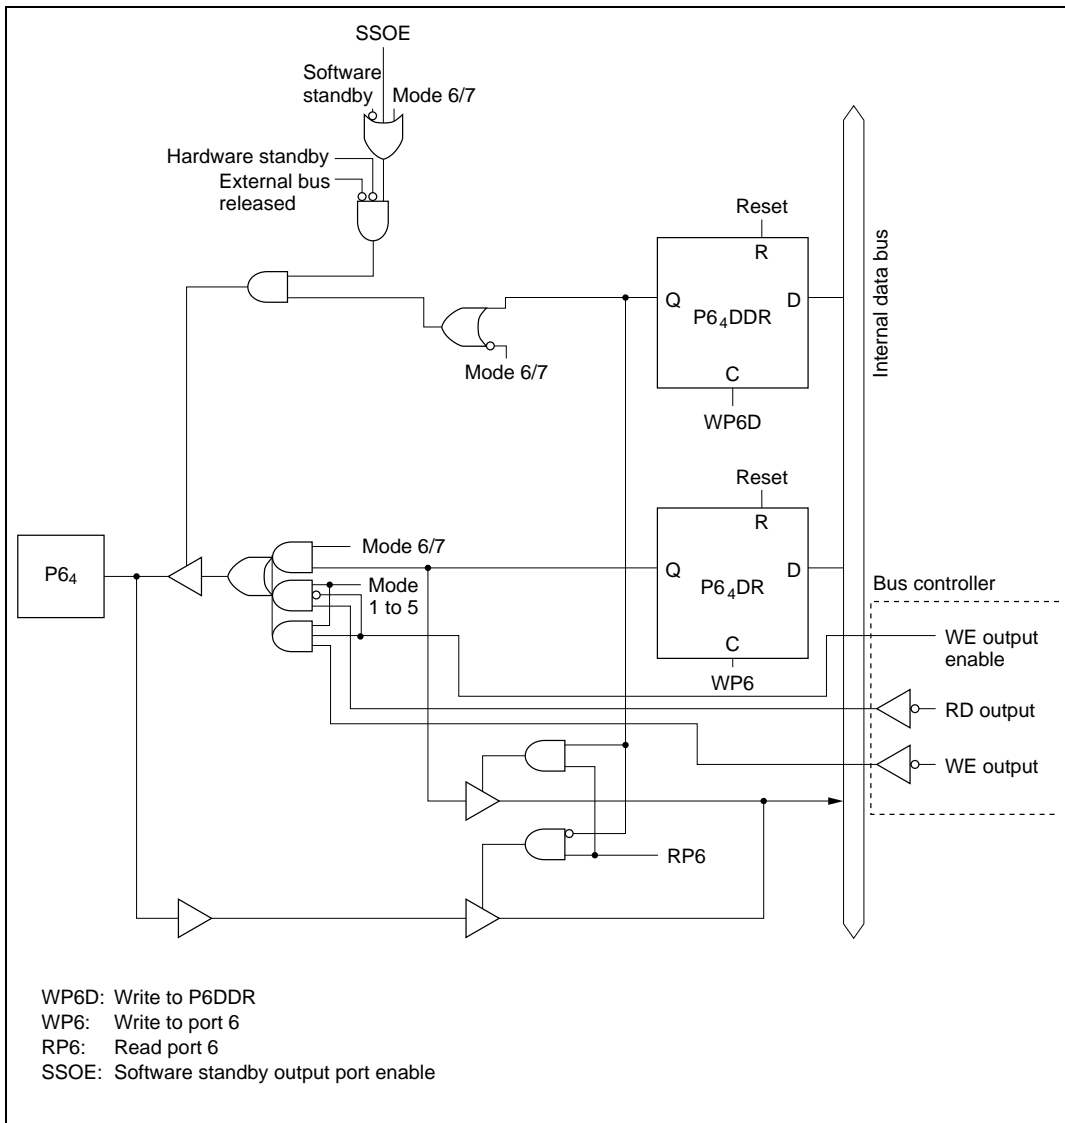 SSOE
Software
standby
Mode 6/7
Hardware standby
External bus
released
Reset
R
Q
P6₄DDR
D
C
WP6D
Internal data bus
Mode 6/7
Reset
R
Q
P6₄DR
D
C
WP6
P6₄
Mode 6/7
Mode
1 to 5
Bus controller
WE output
enable
RD output
WE output
RP6
WP6D: Write to P6DDR
WP6: Write to port 6
RP6: Read port 6
SSOE: Software standby output port enable